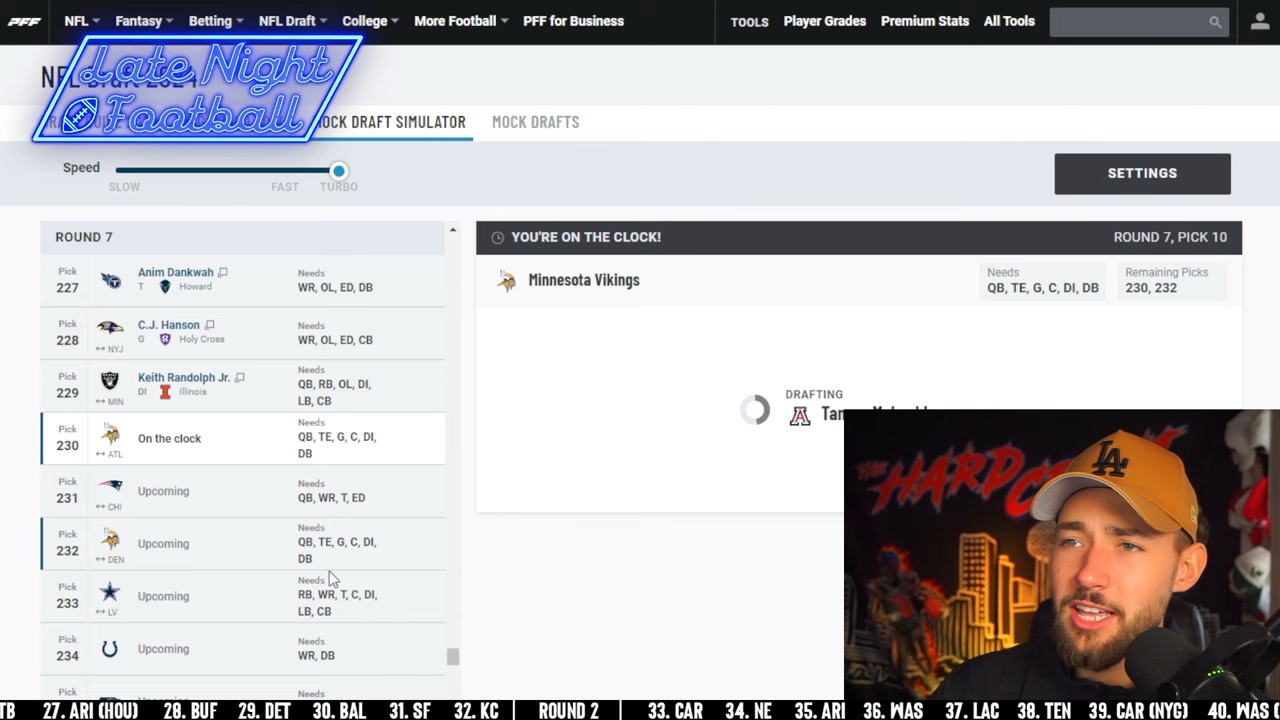 PFF NFL Fantasy Betting NFL Draft College More Football PFF for Business TOOLS Player Grades Premium Stats All Tools
Late Night
Football
MOCK DRAFT SIMULATOR MOCK DRAFTS
Speed
SLOW FAST TURBO
SETTINGS
ROUND 7
Pick
227
Anim Dankwah
T Howard
Needs
WR, OL, ED, DB
Pick
228
NYJ
C.J. Hanson
G Holy Cross
Needs
WR, OL, ED, CB
Pick
229
MIN
Keith Randolph Jr.
DI Illinois
Needs
QB, RB, OL, DI,
LB, CB
Pick
230
ATL
On the clock
Needs
QB, TE, G, C, DI,
DB
Pick
231
CHI
Upcoming
Needs
QB, WR, T, ED
Pick
232
DEN
Upcoming
Needs
QB, TE, G, C, DI,
DB
Pick
233
LV
Upcoming
Needs
RB, WR, T, C, DI,
LB, CB
Pick
234
Upcoming
Needs
WR, DB
Pick
Needs
YOU'RE ON THE CLOCK! ROUND 7, PICK 10
Minnesota Vikings
Needs
QB, TE, G, C, DI, DB
Remaining Picks
230, 232
DRAFTING
THE HARDCO
LA
TB 27. ARI (HOU) 28. BUF 29. DET 30. BAL 31. SF 32. KC ROUND 2 33. CAR 34. NE 35. ARI 36. WAS 37. LAC 38. TEN 39. CAR (NYG) 40. WAS